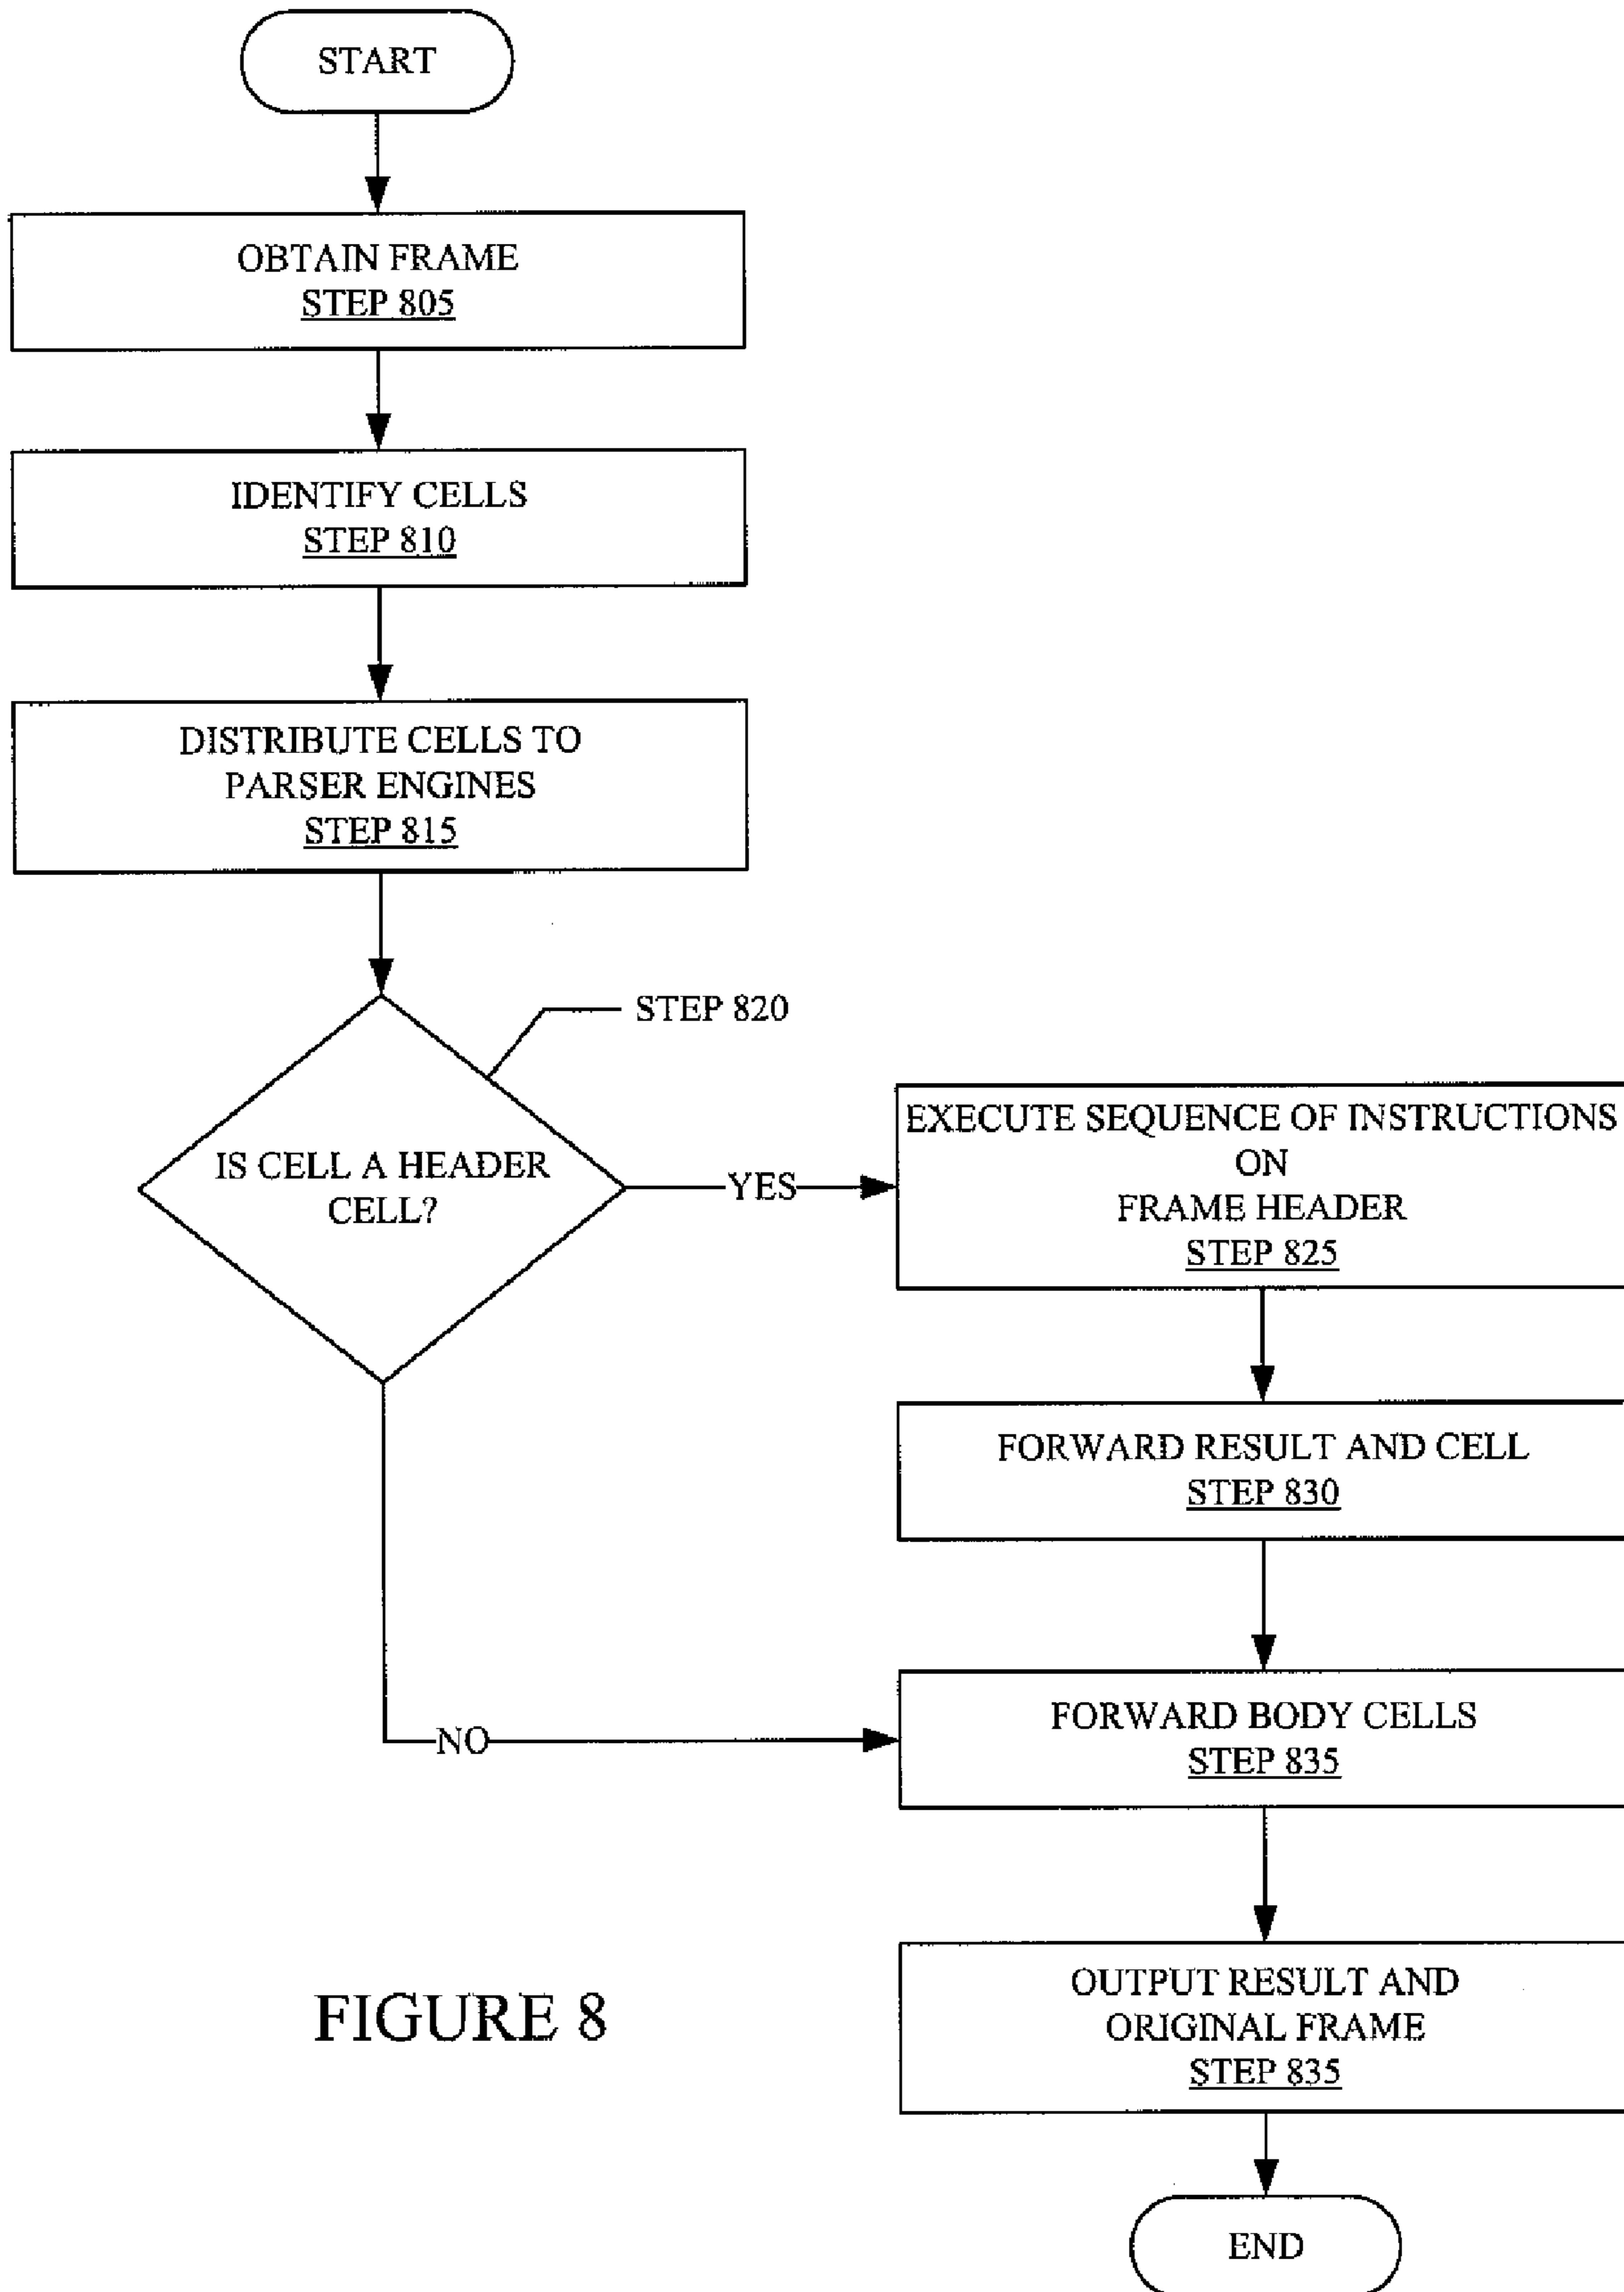 START
OBTAIN FRAME
STEP 805
IDENTIFY CELLS
STEP 810
DISTRIBUTE CELLS TO
PARSER ENGINES
STEP 815
STEP 820
IS CELL A HEADER
CELL?
YES
EXECUTE SEQUENCE OF INSTRUCTIONS
ON
FRAME HEADER
STEP 825
FORWARD RESULT AND CELL
STEP 830
NO
FORWARD BODY CELLS
STEP 835
OUTPUT RESULT AND
ORIGINAL FRAME
STEP 835
END
FIGURE 8